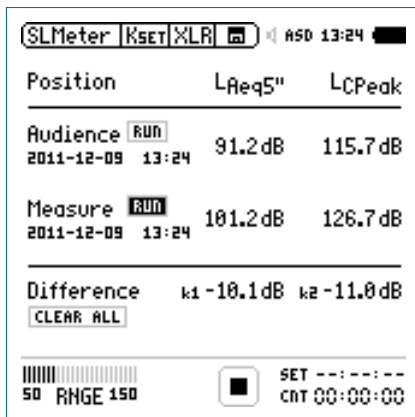 SLMeter KSET XLR ASD 13:24
Position LAeq5" LCPeak
Audience RUN 91.2dB 115.7dB
2011-12-09 13:24
Measure RUN 101.2dB 126.7dB
2011-12-09 13:24
Difference k1 -10.1dB k2 -11.0dB
CLEAR ALL
SET --:--:--
50 RNGE 150 CNT 00:00:00